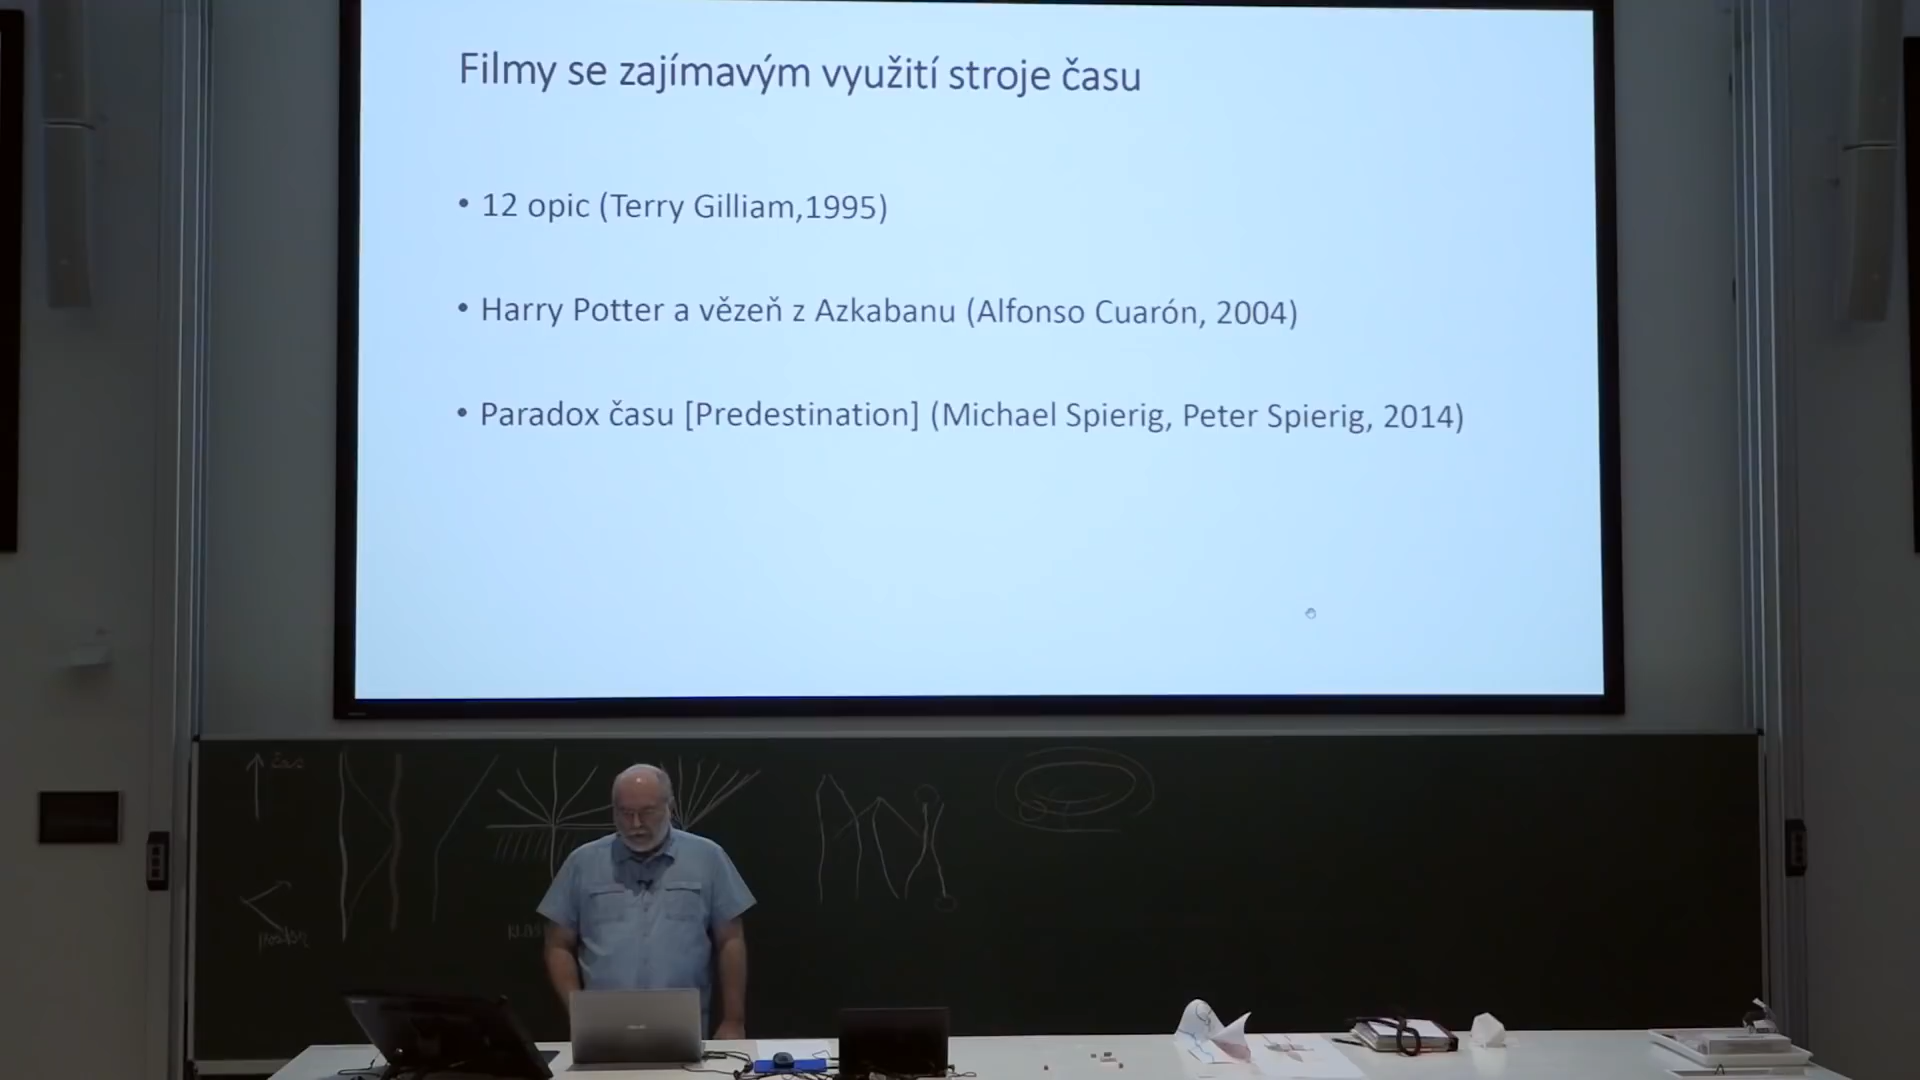 Filmy se zajímavým využití stroje času
• 12 opic (Terry Gilliam,1995)
• Harry Potter a vězeň z Azkabanu (Alfonso Cuarón, 2004)
• Paradox času [Predestination] (Michael Spierig, Peter Spierig, 2014)
čas